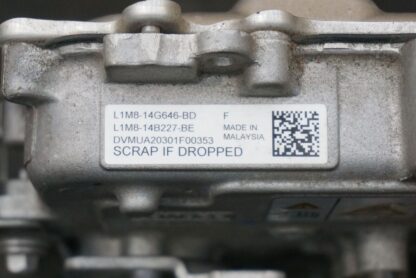 L1M8-14G646-BD F
L1M8-14B227-BE MADE IN
DVMUA20301F00353 MALAYSIA
SCRAP IF DROPPED